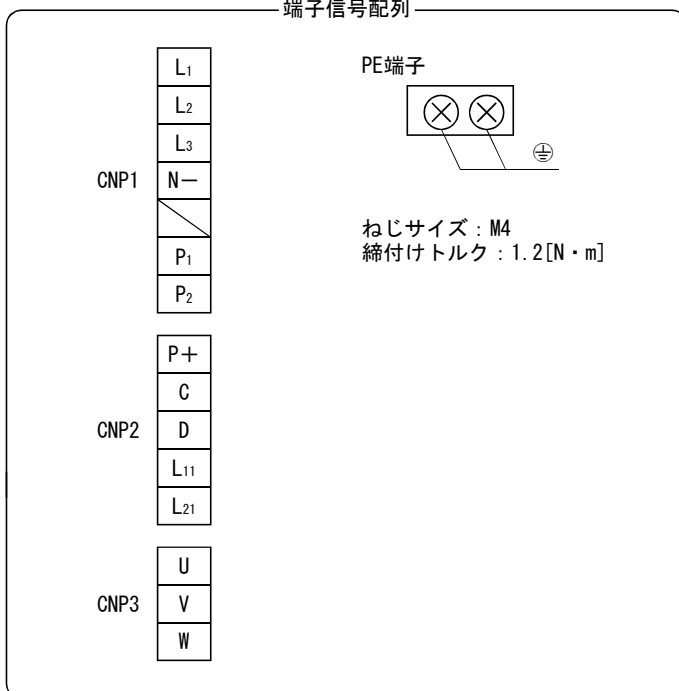 端子信号配列
L1
L2
L3
CNP1
N－
P1
P2
P＋
C
CNP2
D
L11
L21
U
CNP3
V
W
PE端子
ねじサイズ：M4
締付けトルク：1.2[N・m]